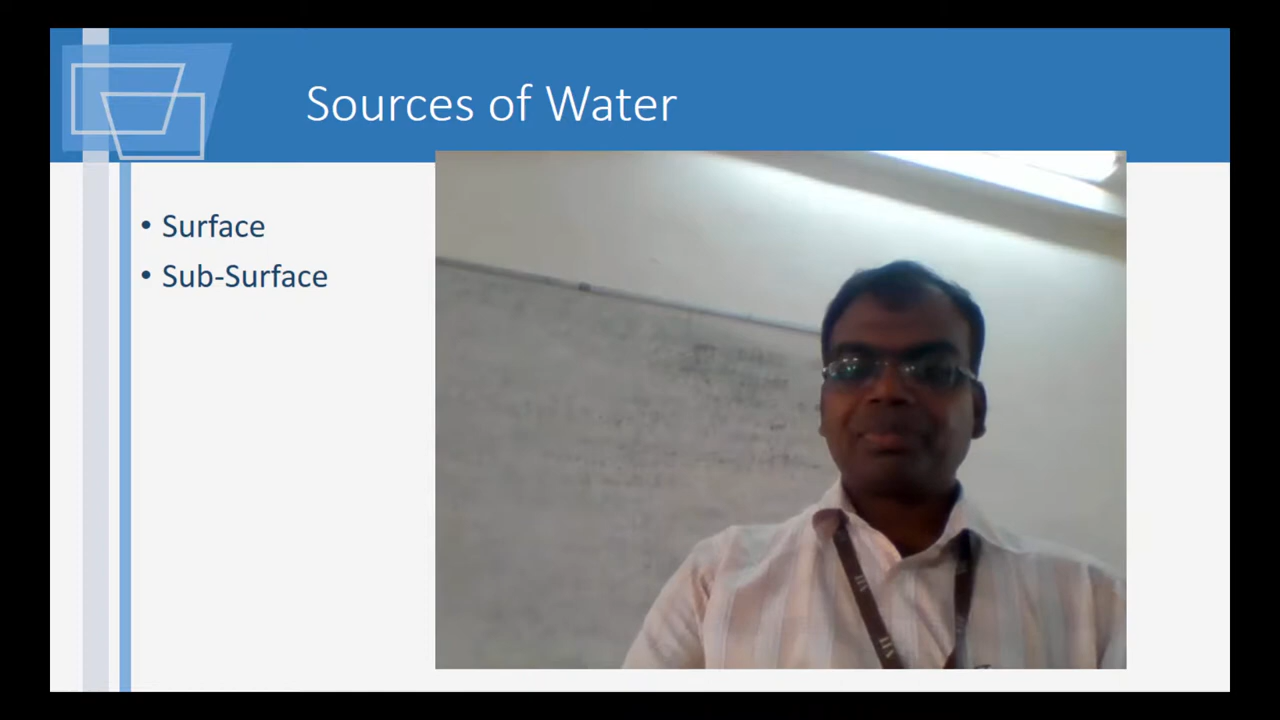 Sources of Water
• Surface
• Sub-Surface